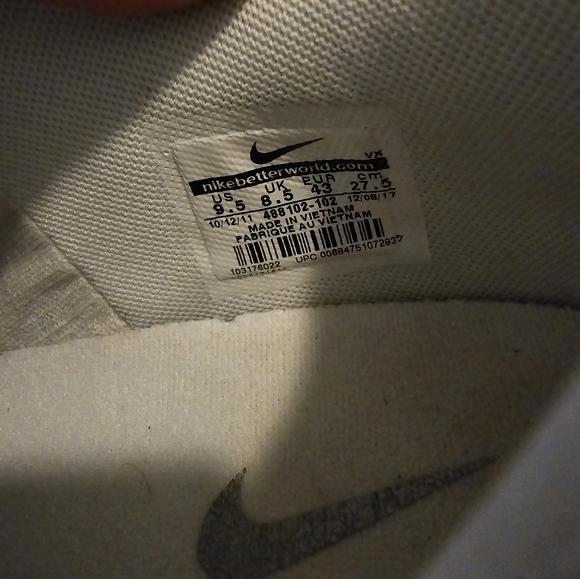 VX
nikebetterworld.com
US UK EUR cm
9.5 8.5 43 27.5
10/12/11 488102-102 12/08/17
MADE IN VIETNAM
FABRIQUE AU VIETNAM
103176022 UPC 00884751072937